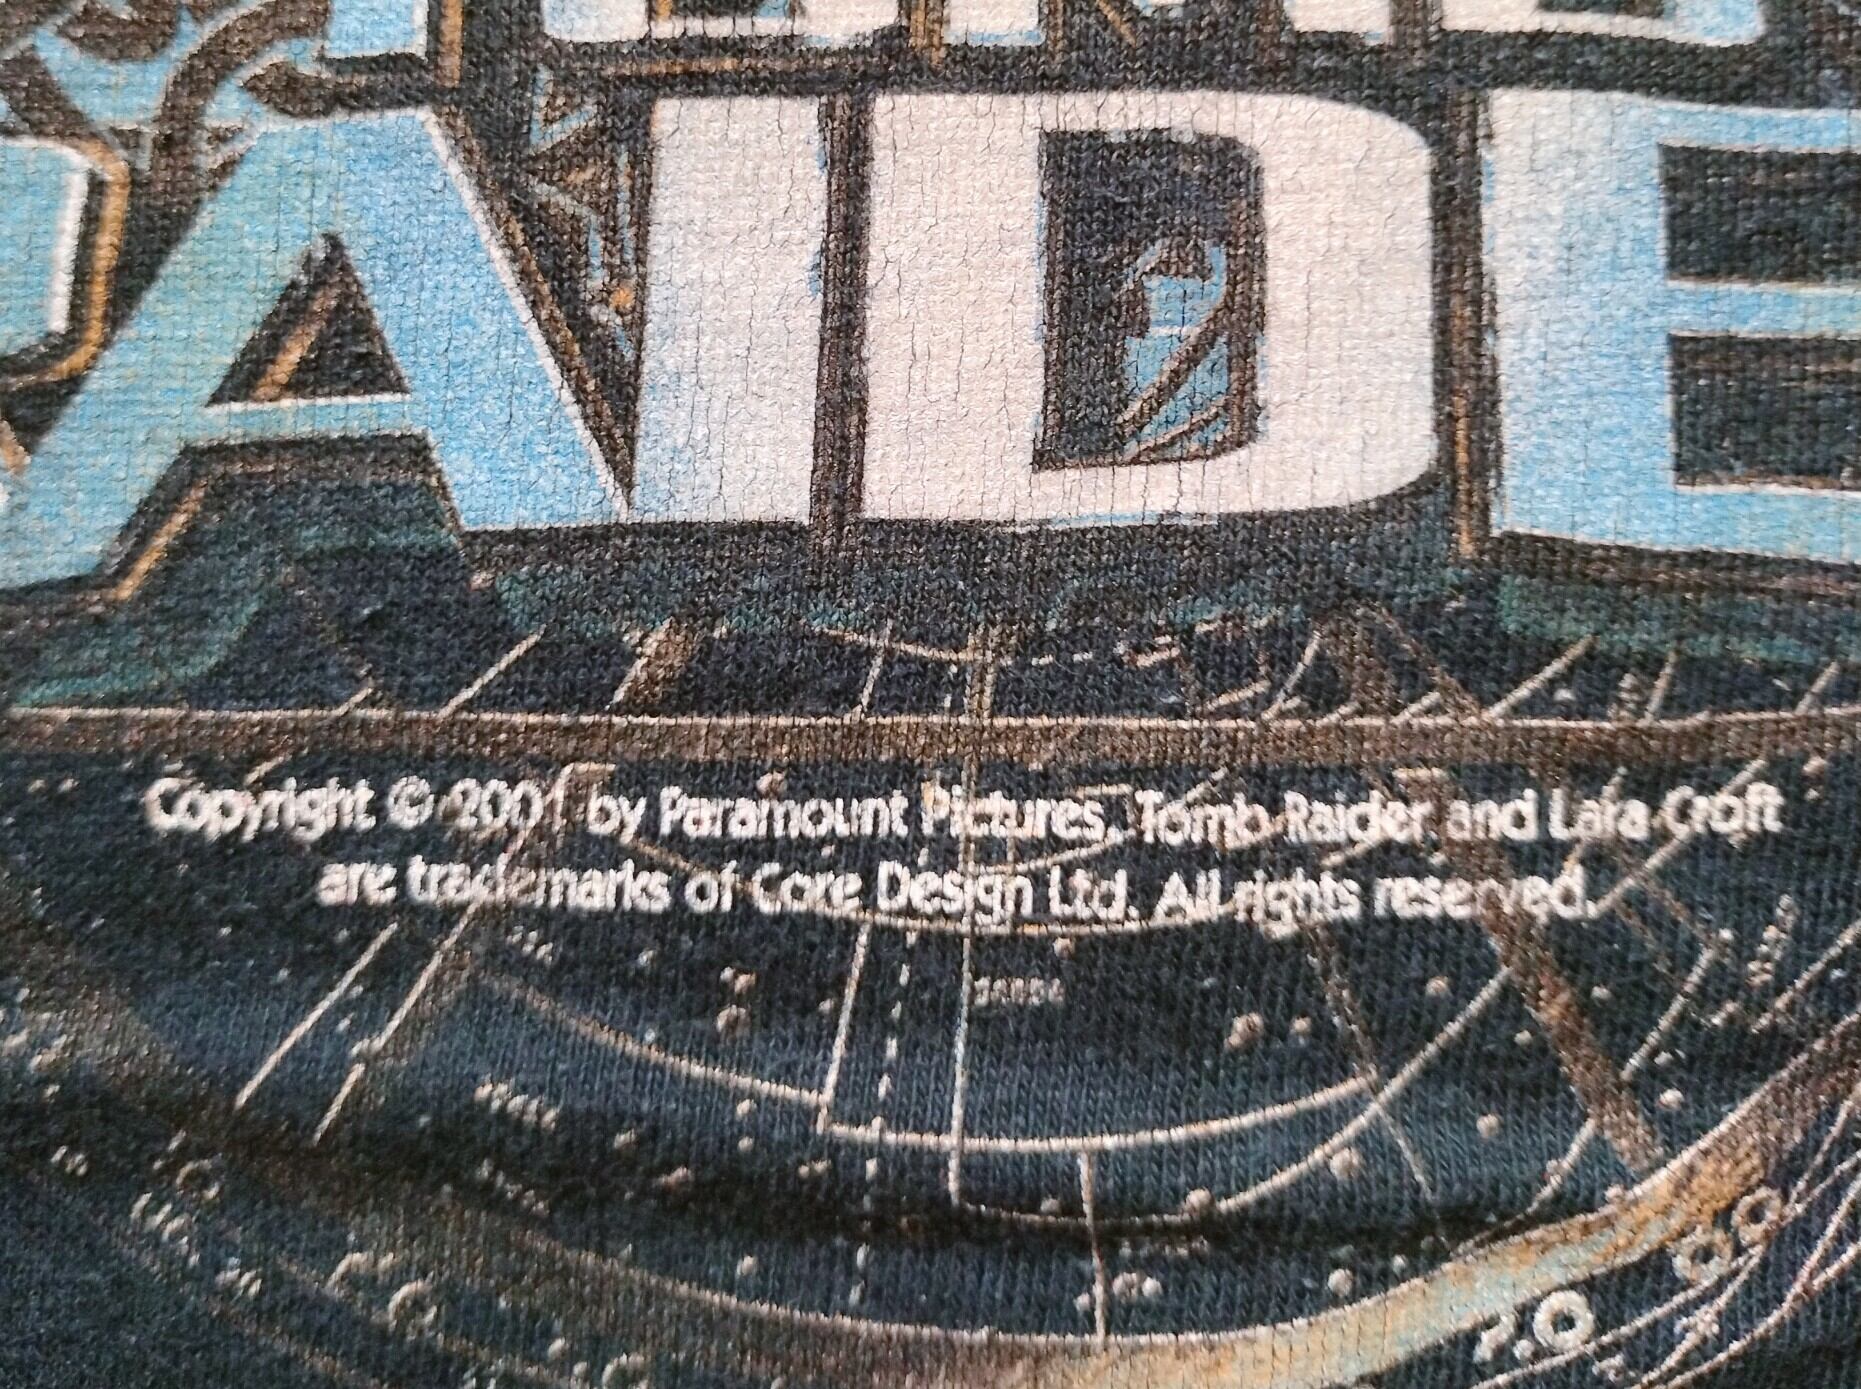 RAIDE
Copyright © 2001 by Paramount Pictures. Tomb Raider and Lara Croft
are trademarks of Core Design Ltd. All rights reserved.